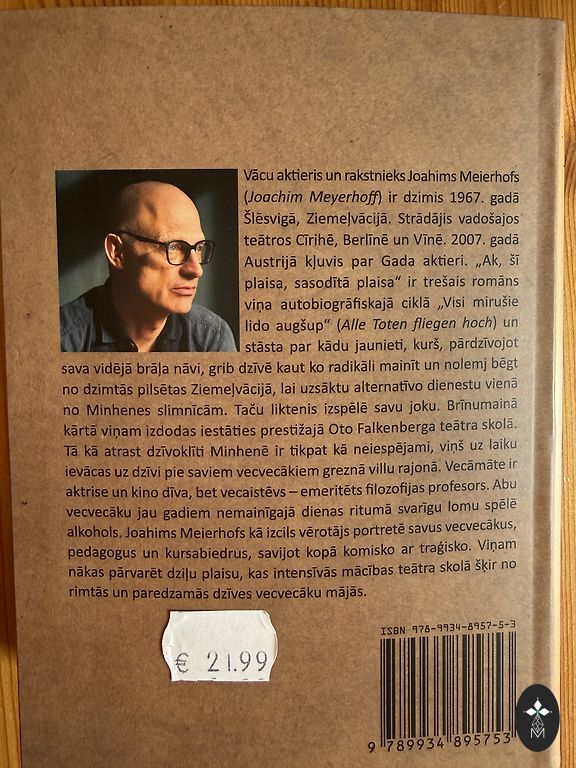 Vācu aktieris un rakstnieks Joahims Meierhofs
(Joachim Meyerhoff) ir dzimis 1967. gadā
Šlēsvigā, Ziemeļvācijā. Strādājis vadošajos
teātros Cīrihē, Berlīnē un Vīnē. 2007. gadā
Austrijā kļuvis par Gada aktieri. „Ak, šī
plaisa, sasodītā plaisa“ ir trešais romāns
viņa autobiogrāfiskajā ciklā „Visi mirušie
lido augšup“ (Alle Toten fliegen hoch) un
stāsta par kādu jaunieti, kurš, pārdzīvojot
sava vidējā brāļa nāvi, grib dzīvē kaut ko radikāli mainīt un nolemj bēgt
no dzimtās pilsētas Ziemeļvācijā, lai uzsāktu alternatīvo dienestu vienā
no Minhenes slimnīcām. Taču liktenis izspēlē savu joku. Brīnumainā
kārtā viņam izdodas iestāties prestižajā Oto Falkenberga teātra skolā.
Tā kā atrast dzīvoklīti Minhenē ir tikpat kā neiespējami, viņš uz laiku
ievācas uz dzīvi pie saviem vecvecākiem greznā villu rajonā. Vecāmāte ir
aktrise un kino dīva, bet vecaistēvs – emeritēts filozofijas profesors. Abu
vecvecāku jau gadiem nemainīgajā dienas ritumā svarīgu lomu spēlē
alkohols. Joahims Meierhofs kā izcils vērotājs portretē savus vecvecākus,
pedagogus un kursabiedrus, savijot kopā komisko ar traģisko. Viņam
nākas pārvarēt dziļu plaisu, kas intensīvās mācības teātra skolā šķir no
rimtās un paredzamās dzīves vecvecāku mājās.
€ 21.99
ISBN 978-9934-8957-5-3
9 789934 895753
M